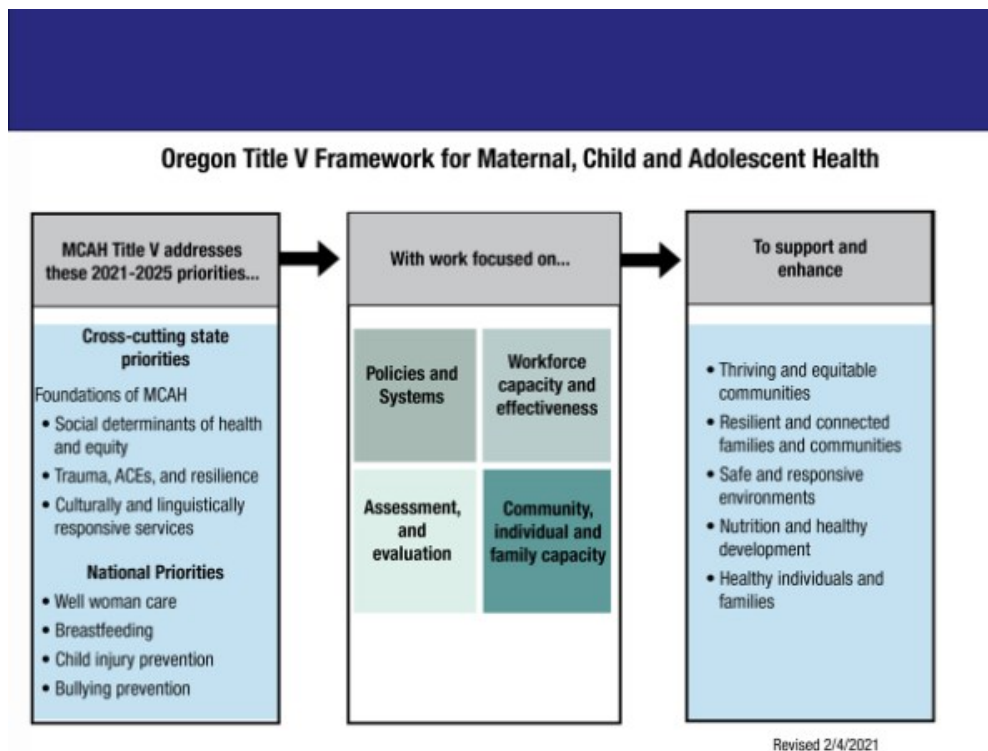 Oregon Title V Framework for Maternal, Child and Adolescent Health
MCAH Title V addresses
these 2021-2025 priorities...
Cross-cutting state
priorities
Foundations of MCAH
• Social determinants of health
and equity
• Trauma, ACEs, and resilience
• Culturally and linguistically
responsive services
National Priorities
• Well woman care
• Breastfeeding
• Child injury prevention
• Bullying prevention
With work focused on...
Policies and
Systems
Workforce
capacity and
effectiveness
Assessment,
and
evaluation
Community,
individual and
family capacity
To support and
enhance
• Thriving and equitable
communities
• Resilient and connected
families and communities
• Safe and responsive
environments
• Nutrition and healthy
development
• Healthy individuals and
families
Revised 2/4/2021